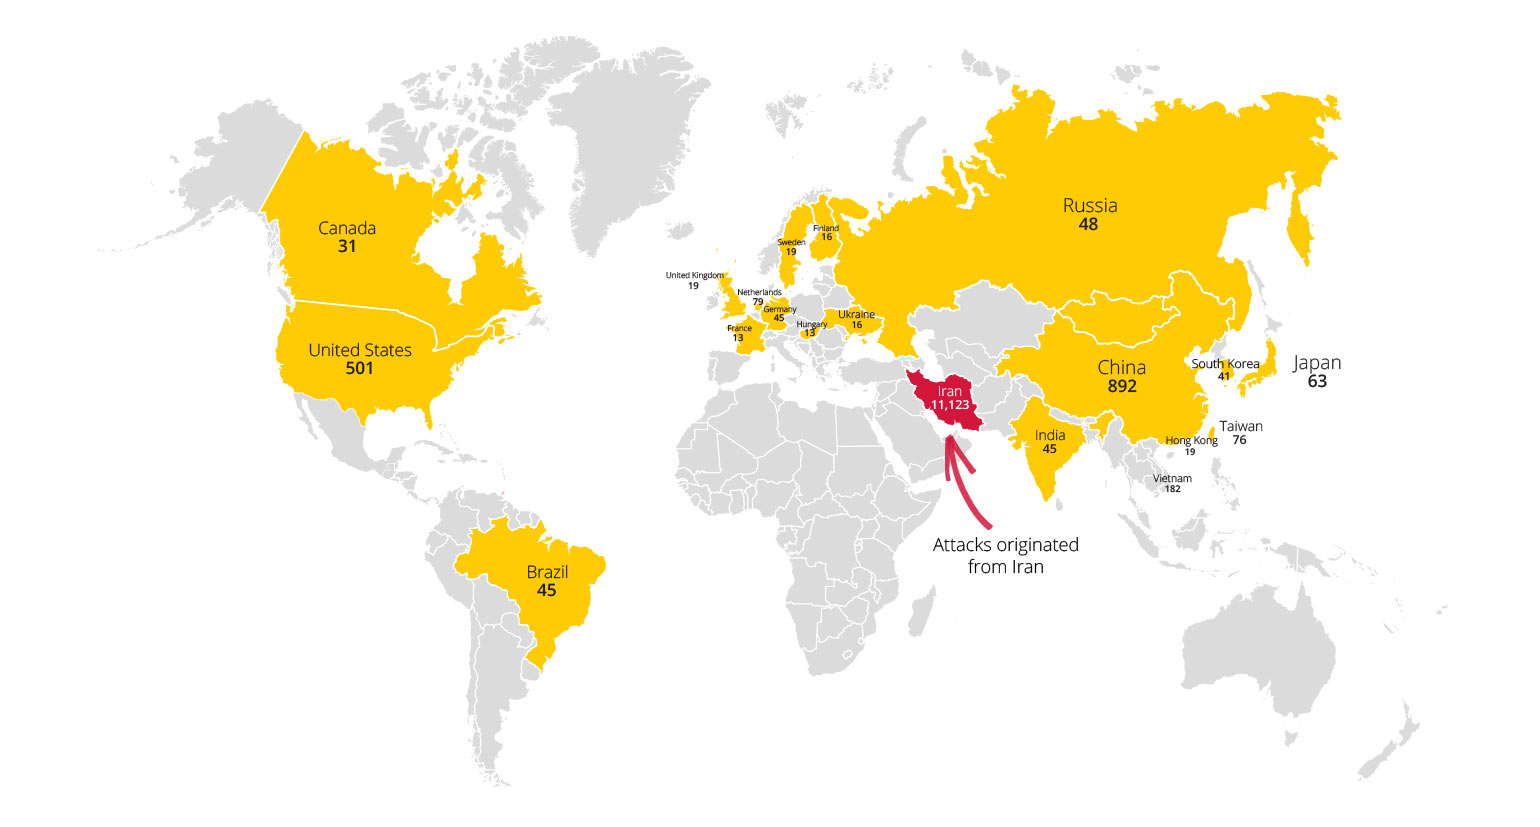 Canada
31
United States
501
Brazil
45
United Kingdom
19
Sweden
19
Finland
16
Netherlands
79
Germany
45
France
13
Hungary
13
Ukraine
16
Russia
48
Iran
11,123
Attacks originated
from Iran
India
45
China
892
South Korea
41
Japan
63
Taiwan
76
Hong Kong
19
Vietnam
182